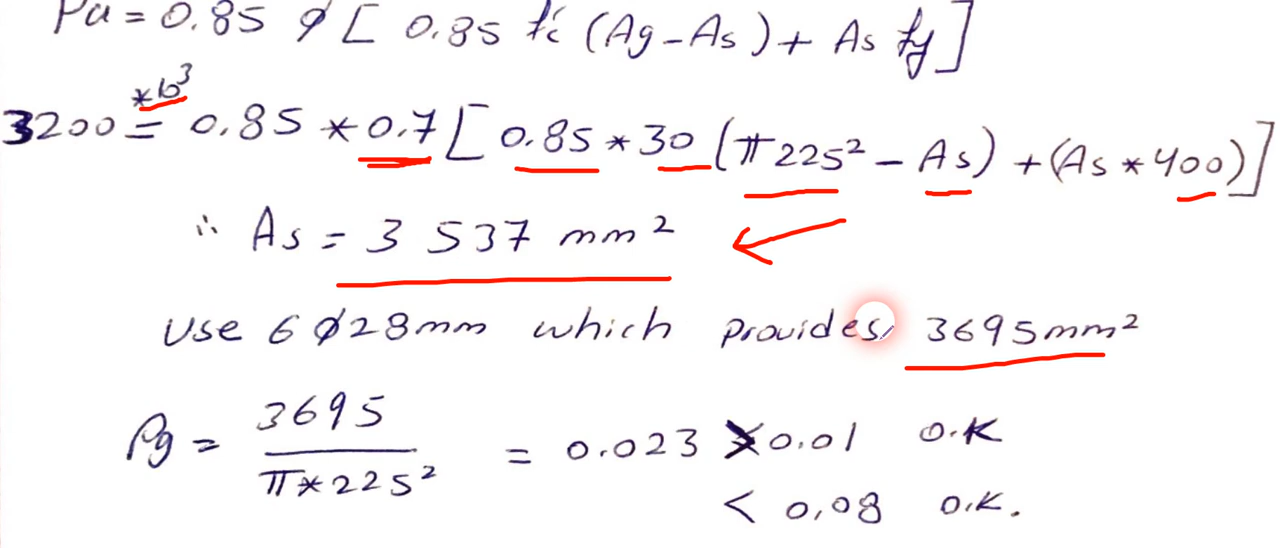 Pu = 0.85 φ [ 0.85 f'c (Ag - As) + As fy ]
3200 *10³ = 0.85 * 0.7 [ 0.85 * 30 (π 225² - As) + (As * 400) ]
∴ As = 3 537 mm²
Use 6 ∅ 28mm which provides, 3695mm²
ρg = 3695 / π * 225² = 0.023 > 0.01 O.K
< 0.08 O.K.